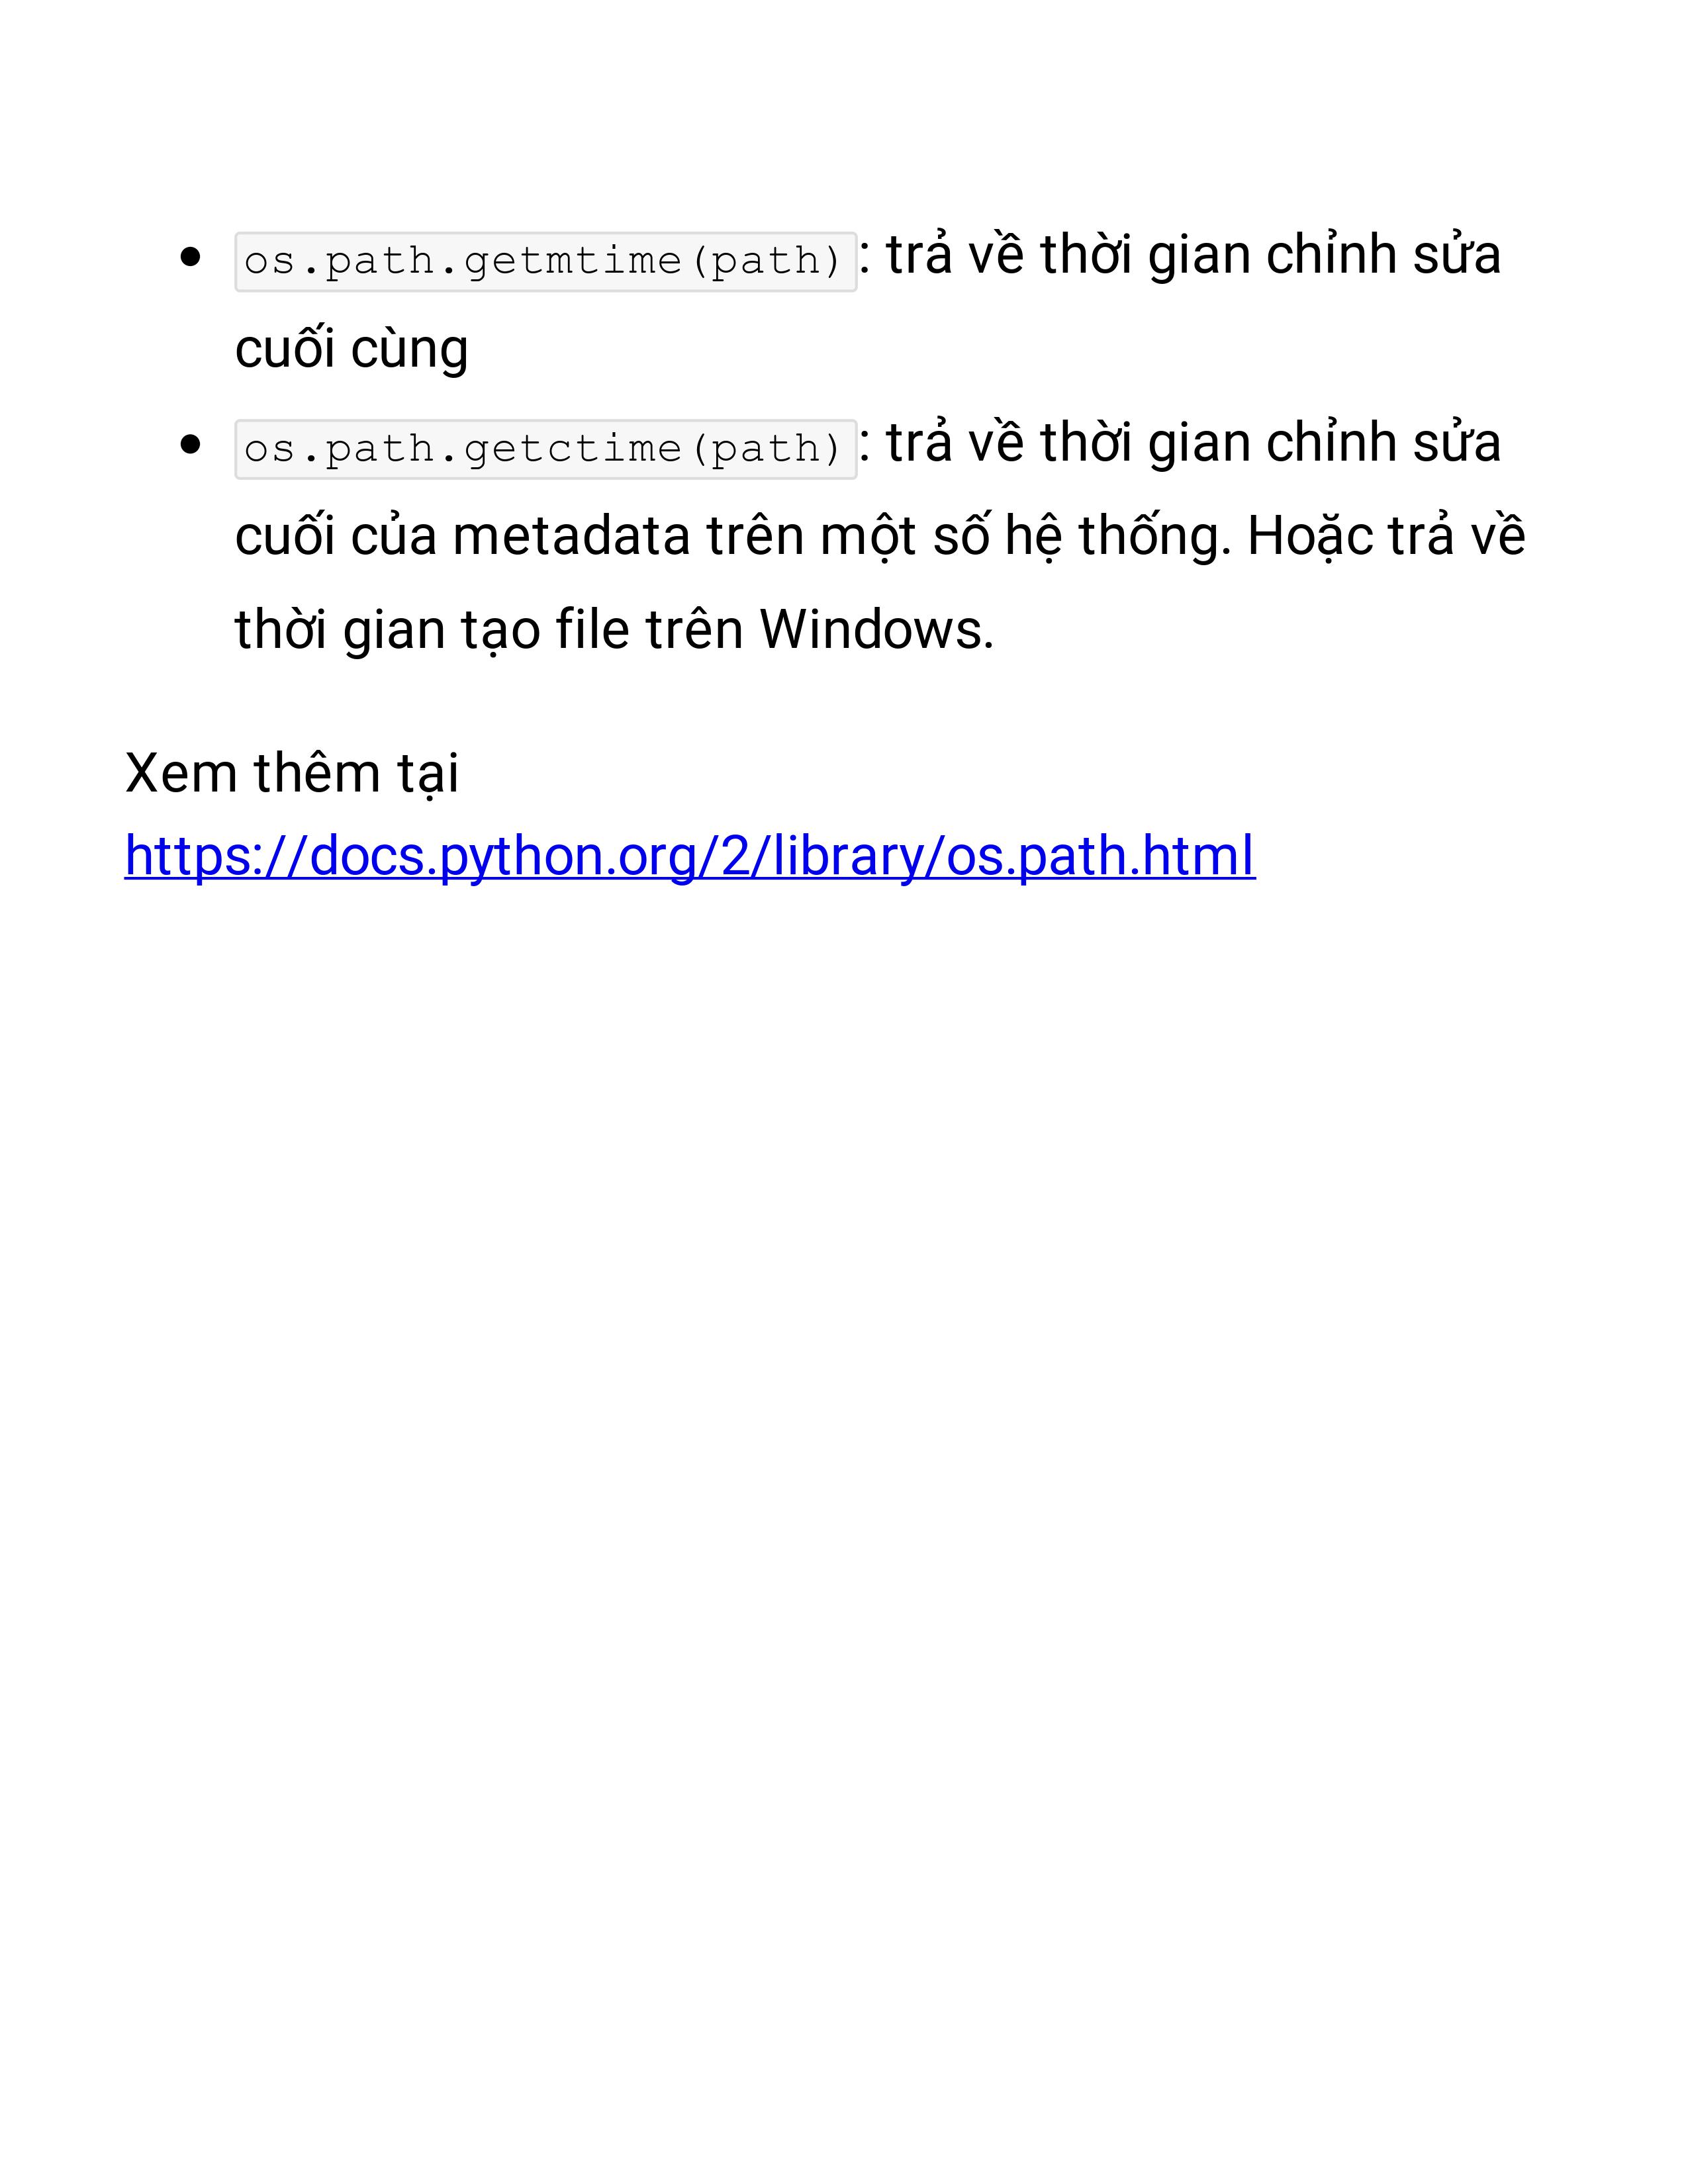 • os.path.getmtime(path): trả về thời gian chỉnh sửa
cuối cùng
• os.path.getctime(path): trả về thời gian chỉnh sửa
cuối của metadata trên một số hệ thống. Hoặc trả về
thời gian tạo file trên Windows.
Xem thêm tại
https://docs.python.org/2/library/os.path.html